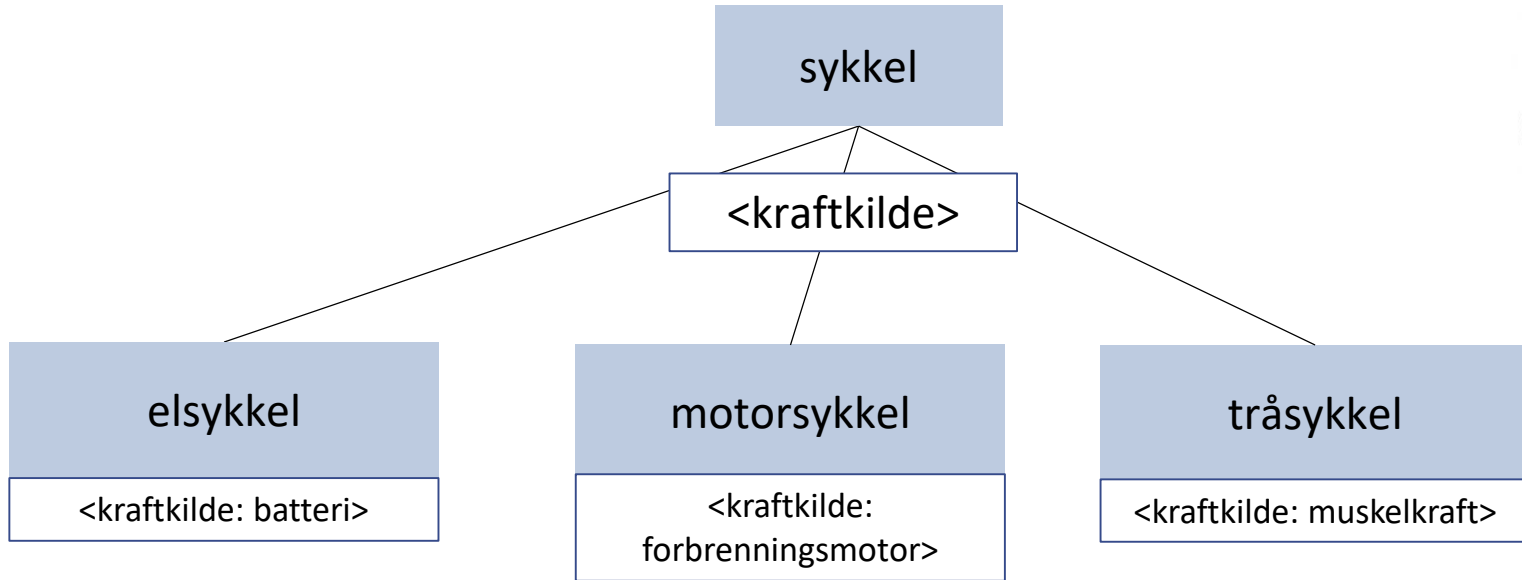 sykkel
<kraftkilde>
elsykkel
<kraftkilde: batteri>
motorsykkel
<kraftkilde:
forbrenningsmotor>
tråsykkel
<kraftkilde: muskelkraft>